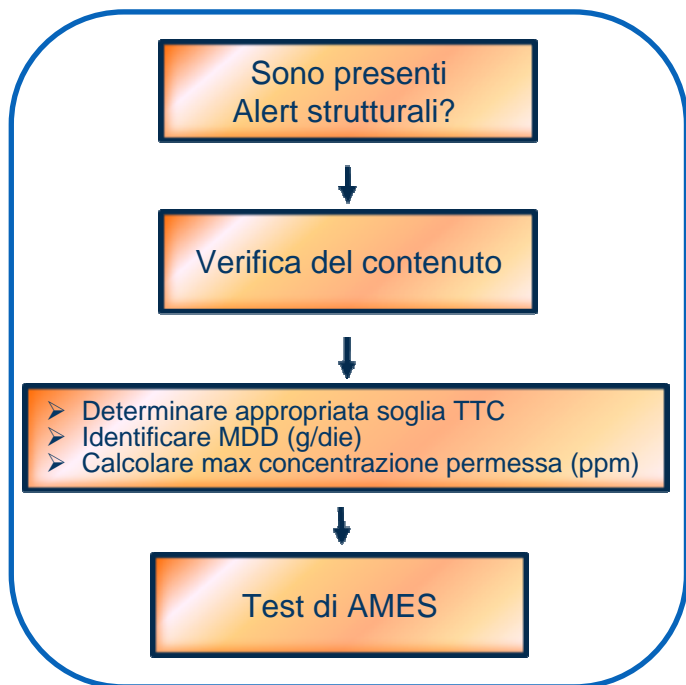 Sono presenti
Alert strutturali?
Verifica del contenuto
➢ Determinare appropriata soglia TTC
➢ Identificare MDD (g/die)
➢ Calcolare max concentrazione permessa (ppm)
Test di AMES